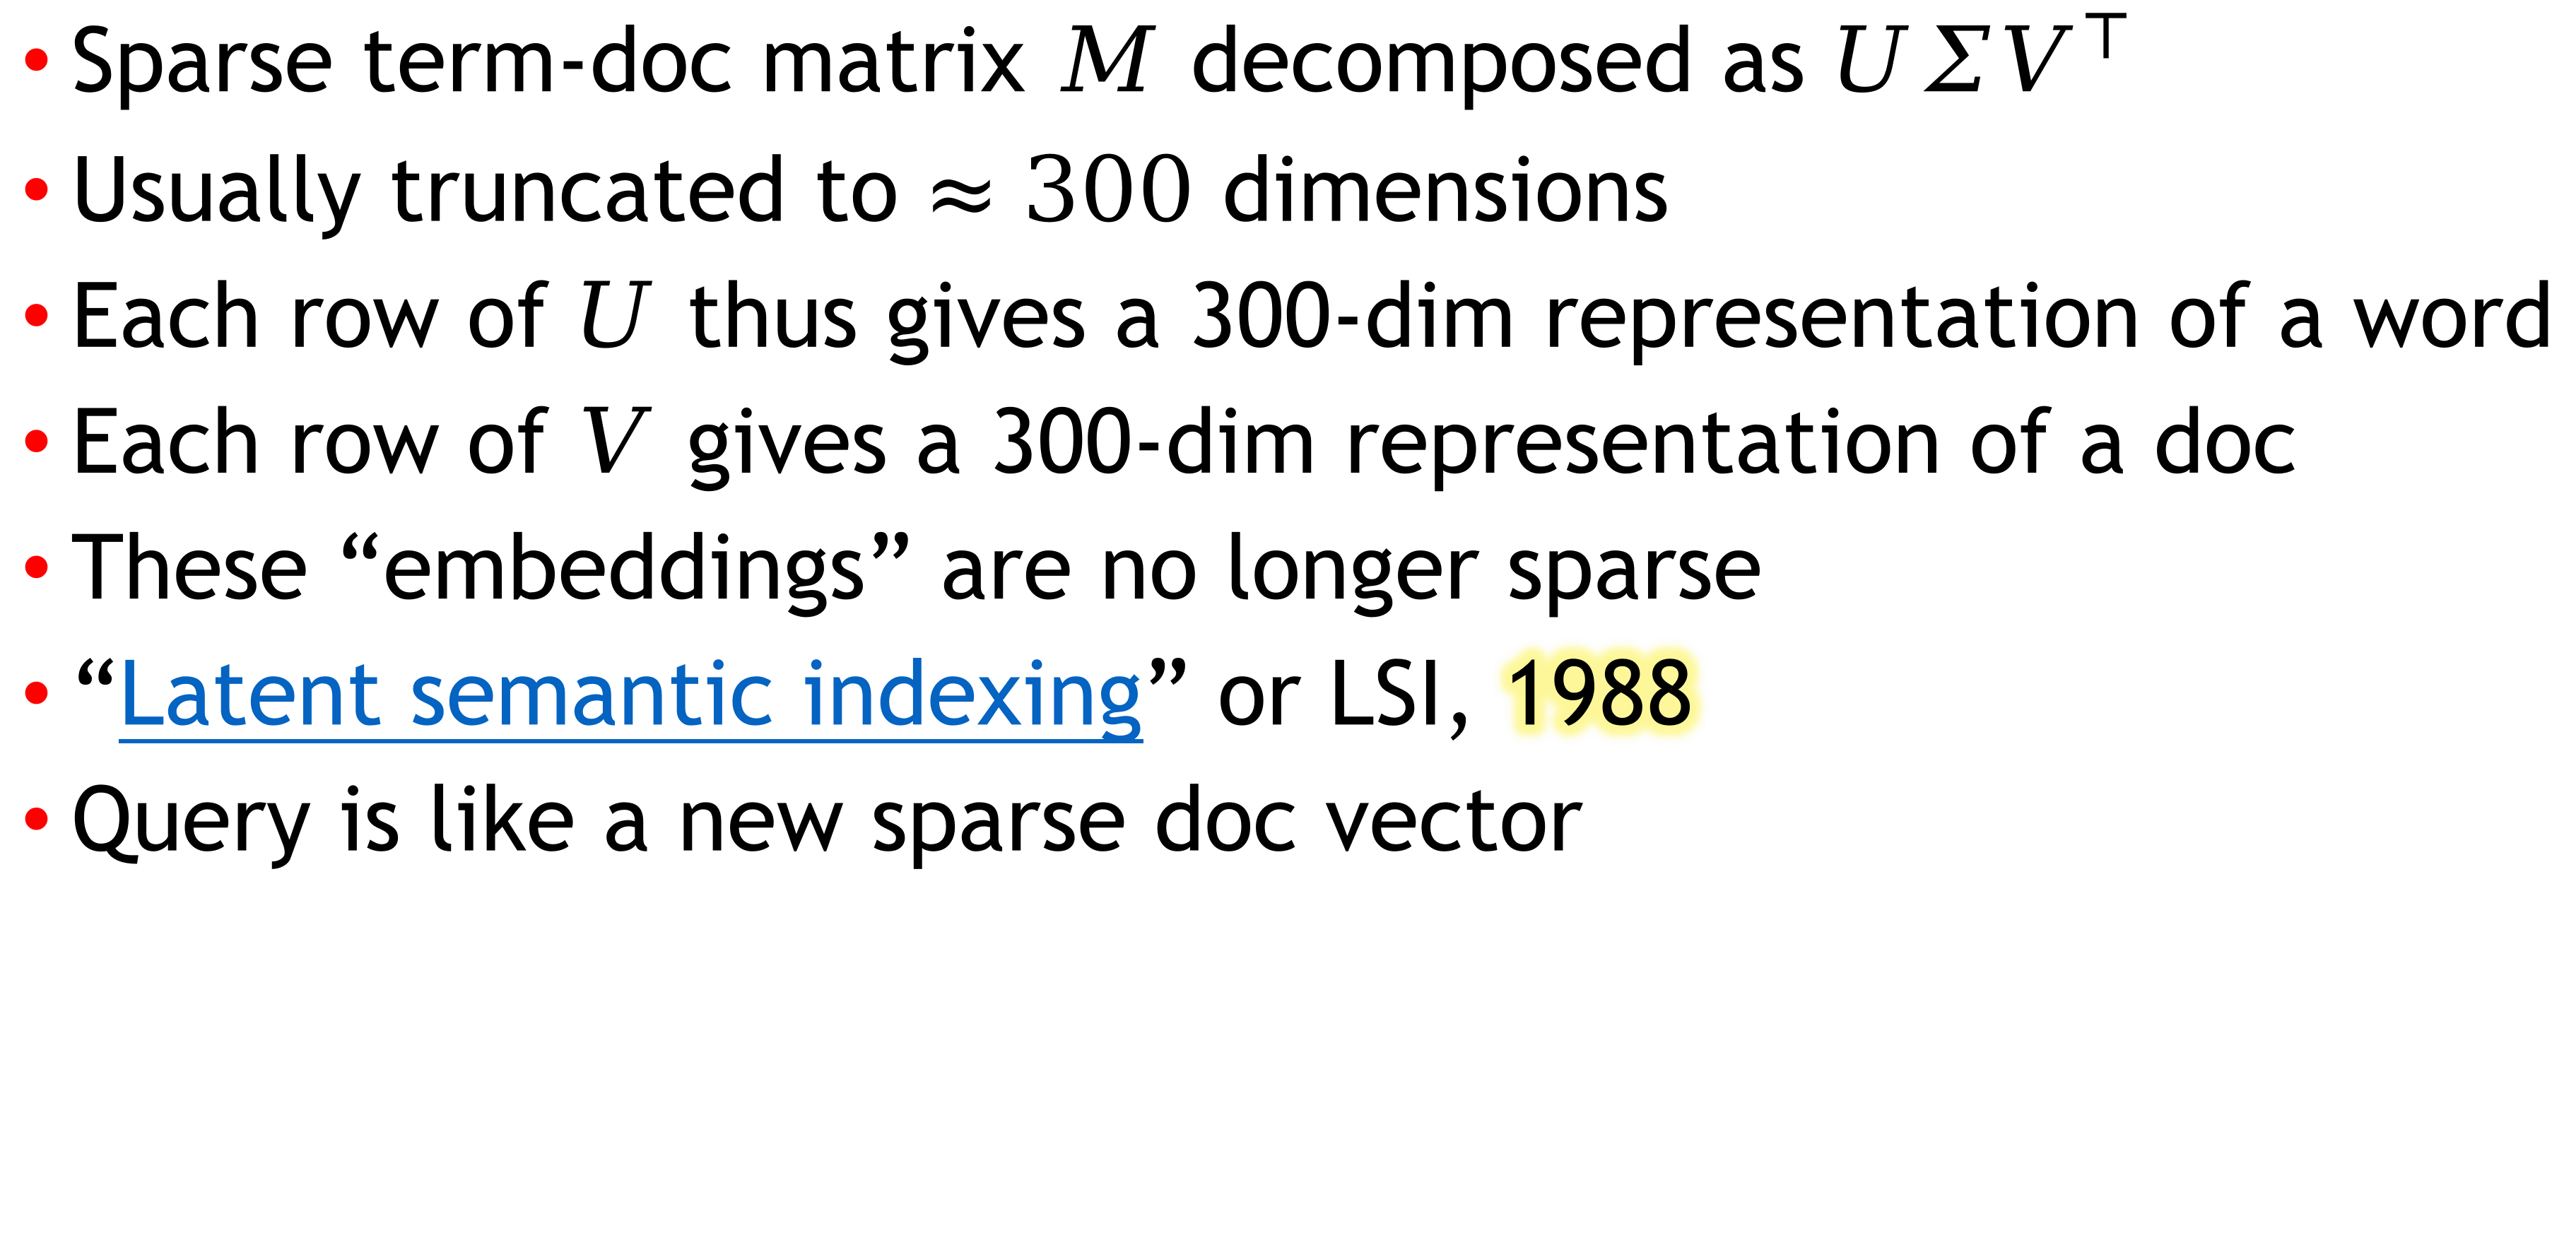 • Sparse term-doc matrix M decomposed as UΣV⊤
• Usually truncated to ≈ 300 dimensions
• Each row of U thus gives a 300-dim representation of a word
• Each row of V gives a 300-dim representation of a doc
• These “embeddings” are no longer sparse
• “Latent semantic indexing” or LSI, 1988
• Query is like a new sparse doc vector